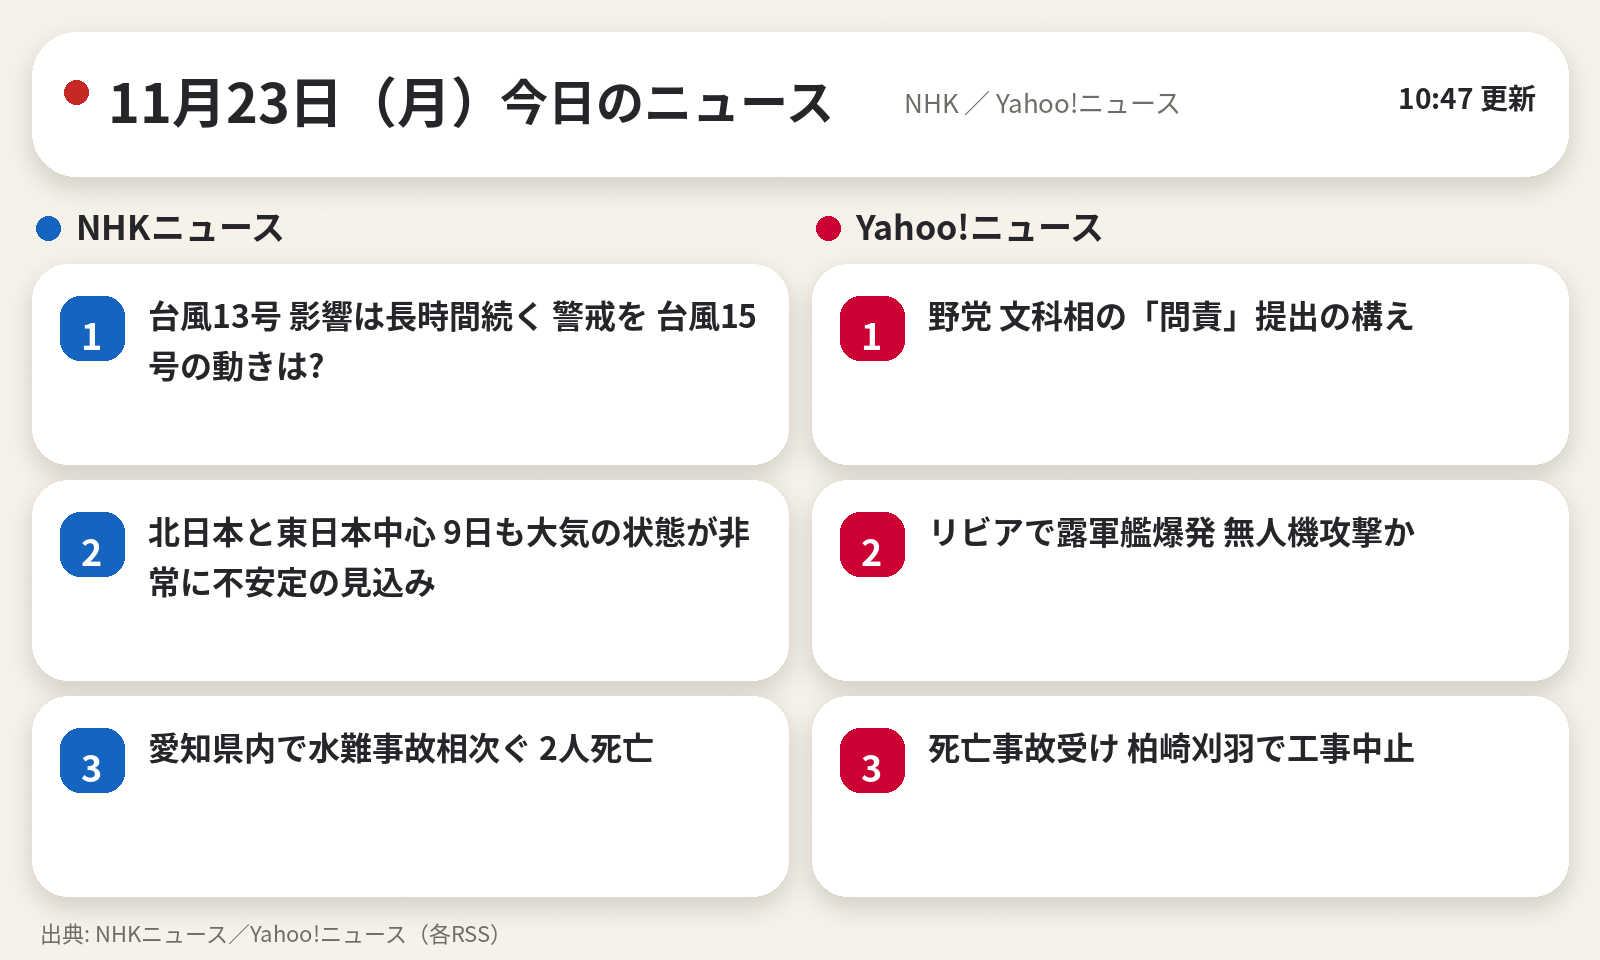 11月23日（月）今日のニュース
NHK ／ Yahoo!ニュース
10:47 更新
NHKニュース
1
台風13号 影響は長時間続く 警戒を 台風15
号の動きは?
2
北日本と東日本中心 9日も大気の状態が非
常に不安定の見込み
3
愛知県内で水難事故相次ぐ 2人死亡
Yahoo!ニュース
1
野党 文科相の「問責」提出の構え
2
リビアで露軍艦爆発 無人機攻撃か
3
死亡事故受け 柏崎刈羽で工事中止
出典: NHKニュース／Yahoo!ニュース（各RSS）